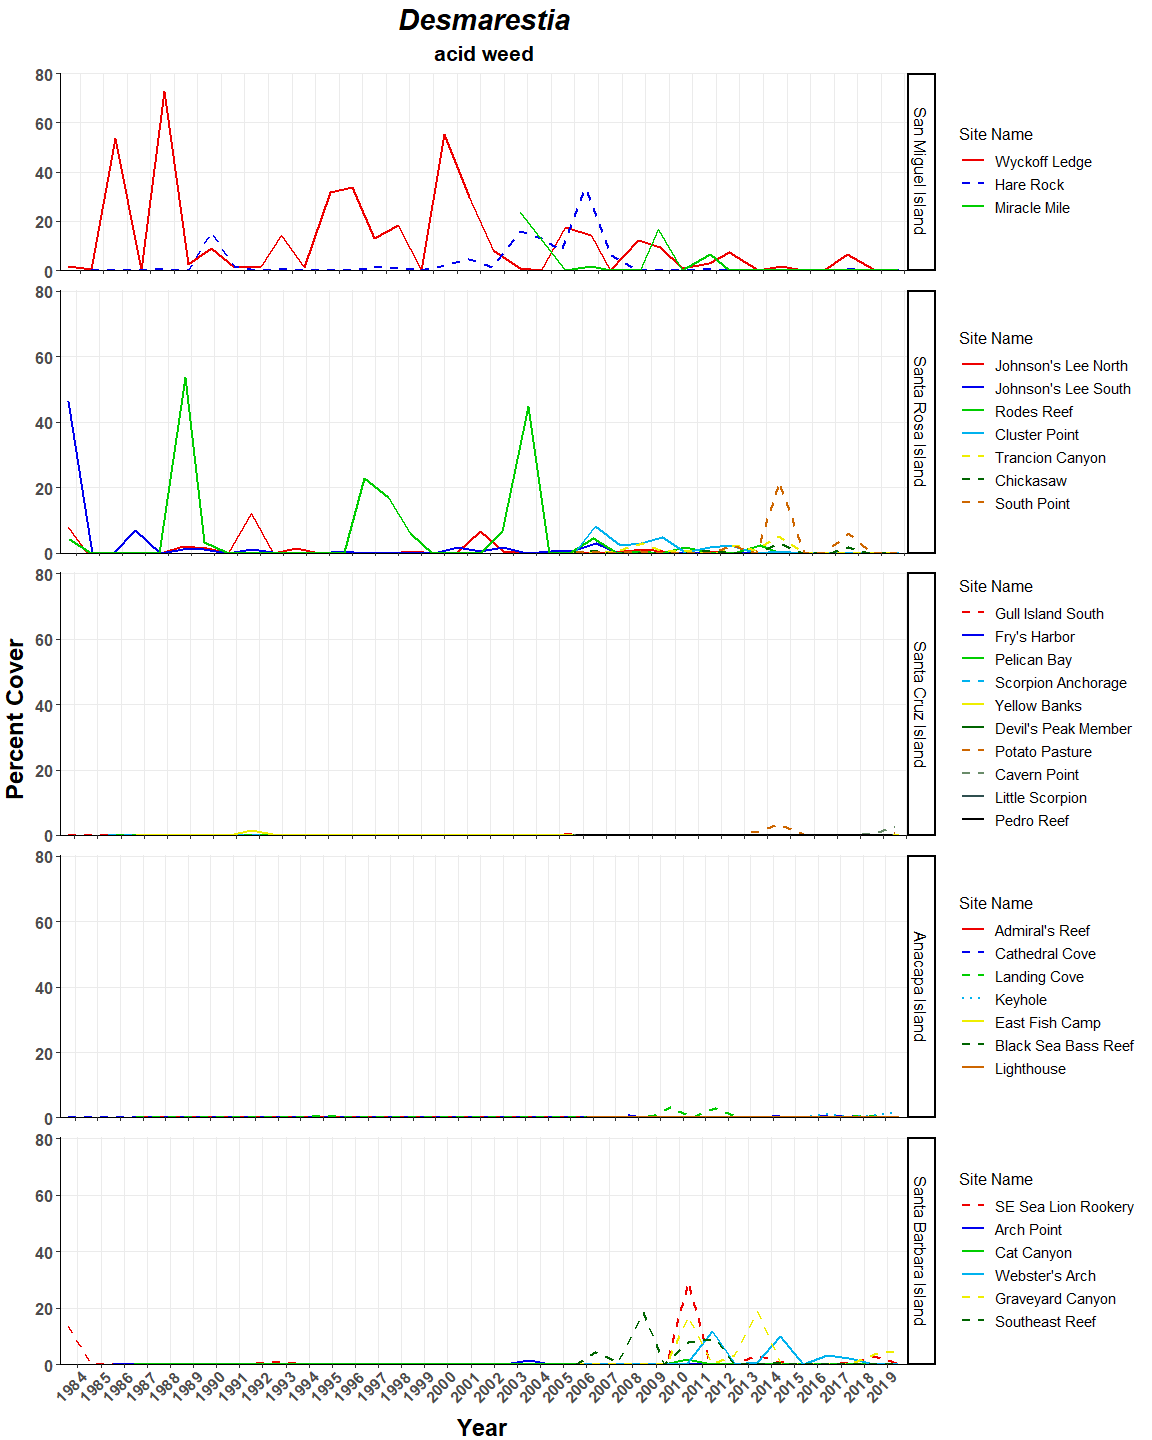 Desmarestia
acid weed
Percent Cover
80
60
40
20
0
San Miguel Island
Site Name
Wyckoff Ledge
Hare Rock
Miracle Mile
80
60
40
20
0
Santa Rosa Island
Site Name
Johnson's Lee North
Johnson's Lee South
Rodes Reef
Cluster Point
Trancion Canyon
Chickasaw
South Point
80
60
40
20
0
Santa Cruz Island
Site Name
Gull Island South
Fry's Harbor
Pelican Bay
Scorpion Anchorage
Yellow Banks
Devil's Peak Member
Potato Pasture
Cavern Point
Little Scorpion
Pedro Reef
80
60
40
20
0
Anacapa Island
Site Name
Admiral's Reef
Cathedral Cove
Landing Cove
Keyhole
East Fish Camp
Black Sea Bass Reef
Lighthouse
80
60
40
20
0
Santa Barbara Island
Site Name
SE Sea Lion Rookery
Arch Point
Cat Canyon
Webster's Arch
Graveyard Canyon
Southeast Reef
1984 1985 1986 1987 1988 1989 1990 1991 1992 1993 1994 1995 1996 1997 1998 1999 2000 2001 2002 2003 2004 2005 2006 2007 2008 2009 2010 2011 2012 2013 2014 2015 2016 2017 2018 2019
Year